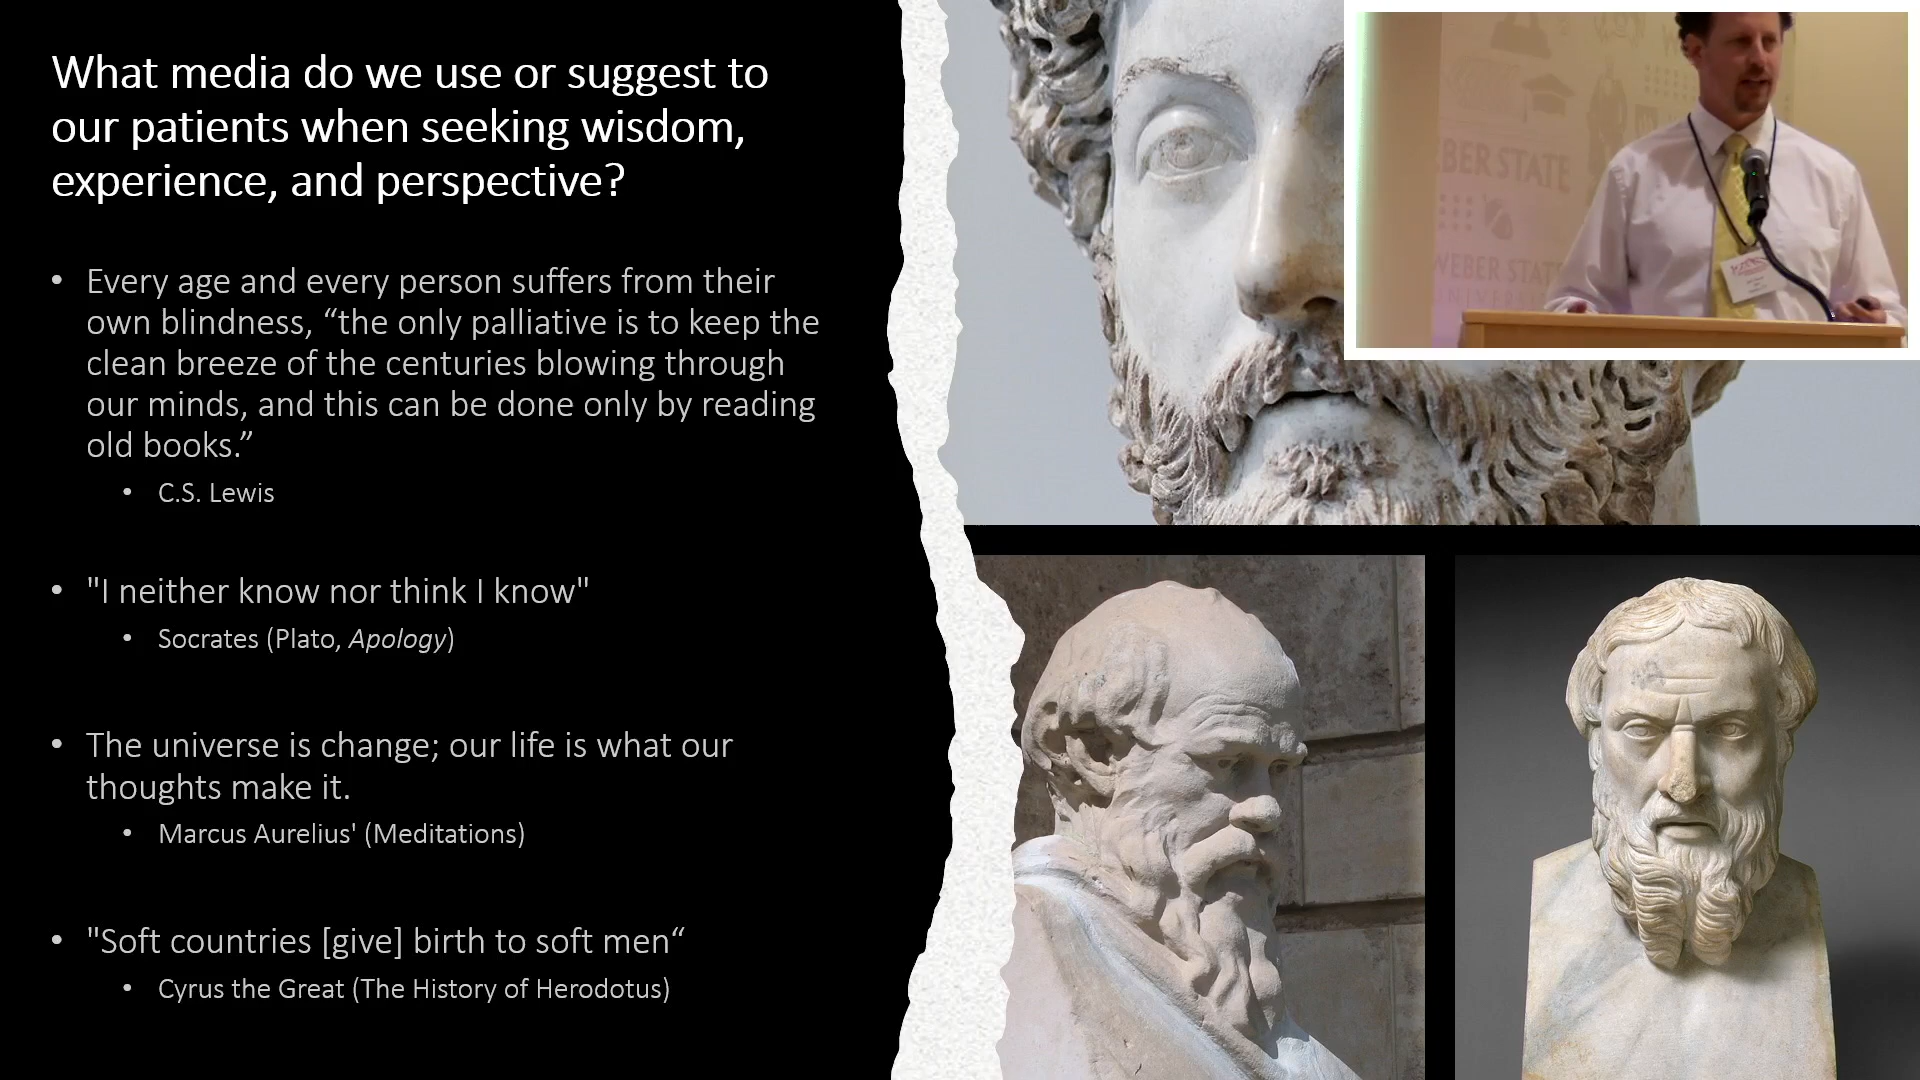 What media do we use or suggest to
our patients when seeking wisdom,
experience, and perspective?
• Every age and every person suffers from their
own blindness, “the only palliative is to keep the
clean breeze of the centuries blowing through
our minds, and this can be done only by reading
old books.”
• C.S. Lewis
• "I neither know nor think I know"
• Socrates (Plato, Apology)
• The universe is change; our life is what our
thoughts make it.
• Marcus Aurelius' (Meditations)
• "Soft countries [give] birth to soft men“
• Cyrus the Great (The History of Herodotus)
BER STATE
WEBER STAT